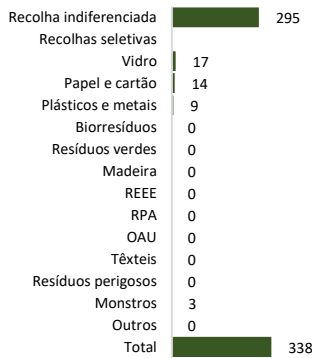 Recolha indiferenciada 295
Recolhas seletivas
Vidro 17
Papel e cartão 14
Plásticos e metais 9
Biorresíduos 0
Resíduos verdes 0
Madeira 0
REEE 0
RPA 0
OAU 0
Têxteis 0
Resíduos perigosos 0
Monstros 3
Outros 0
Total 338